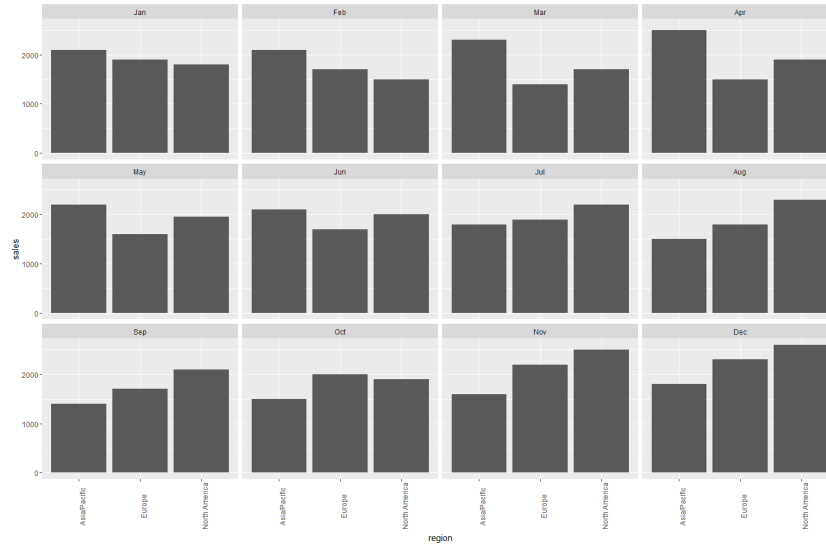 Jan Feb Mar Apr
2000
1000
0
May Jun Jul Aug
2000
1000
0
sales
Sep Oct Nov Dec
2000
1000
0
Asia/Pacific Europe North America Asia/Pacific Europe North America Asia/Pacific Europe North America Asia/Pacific Europe North America
region